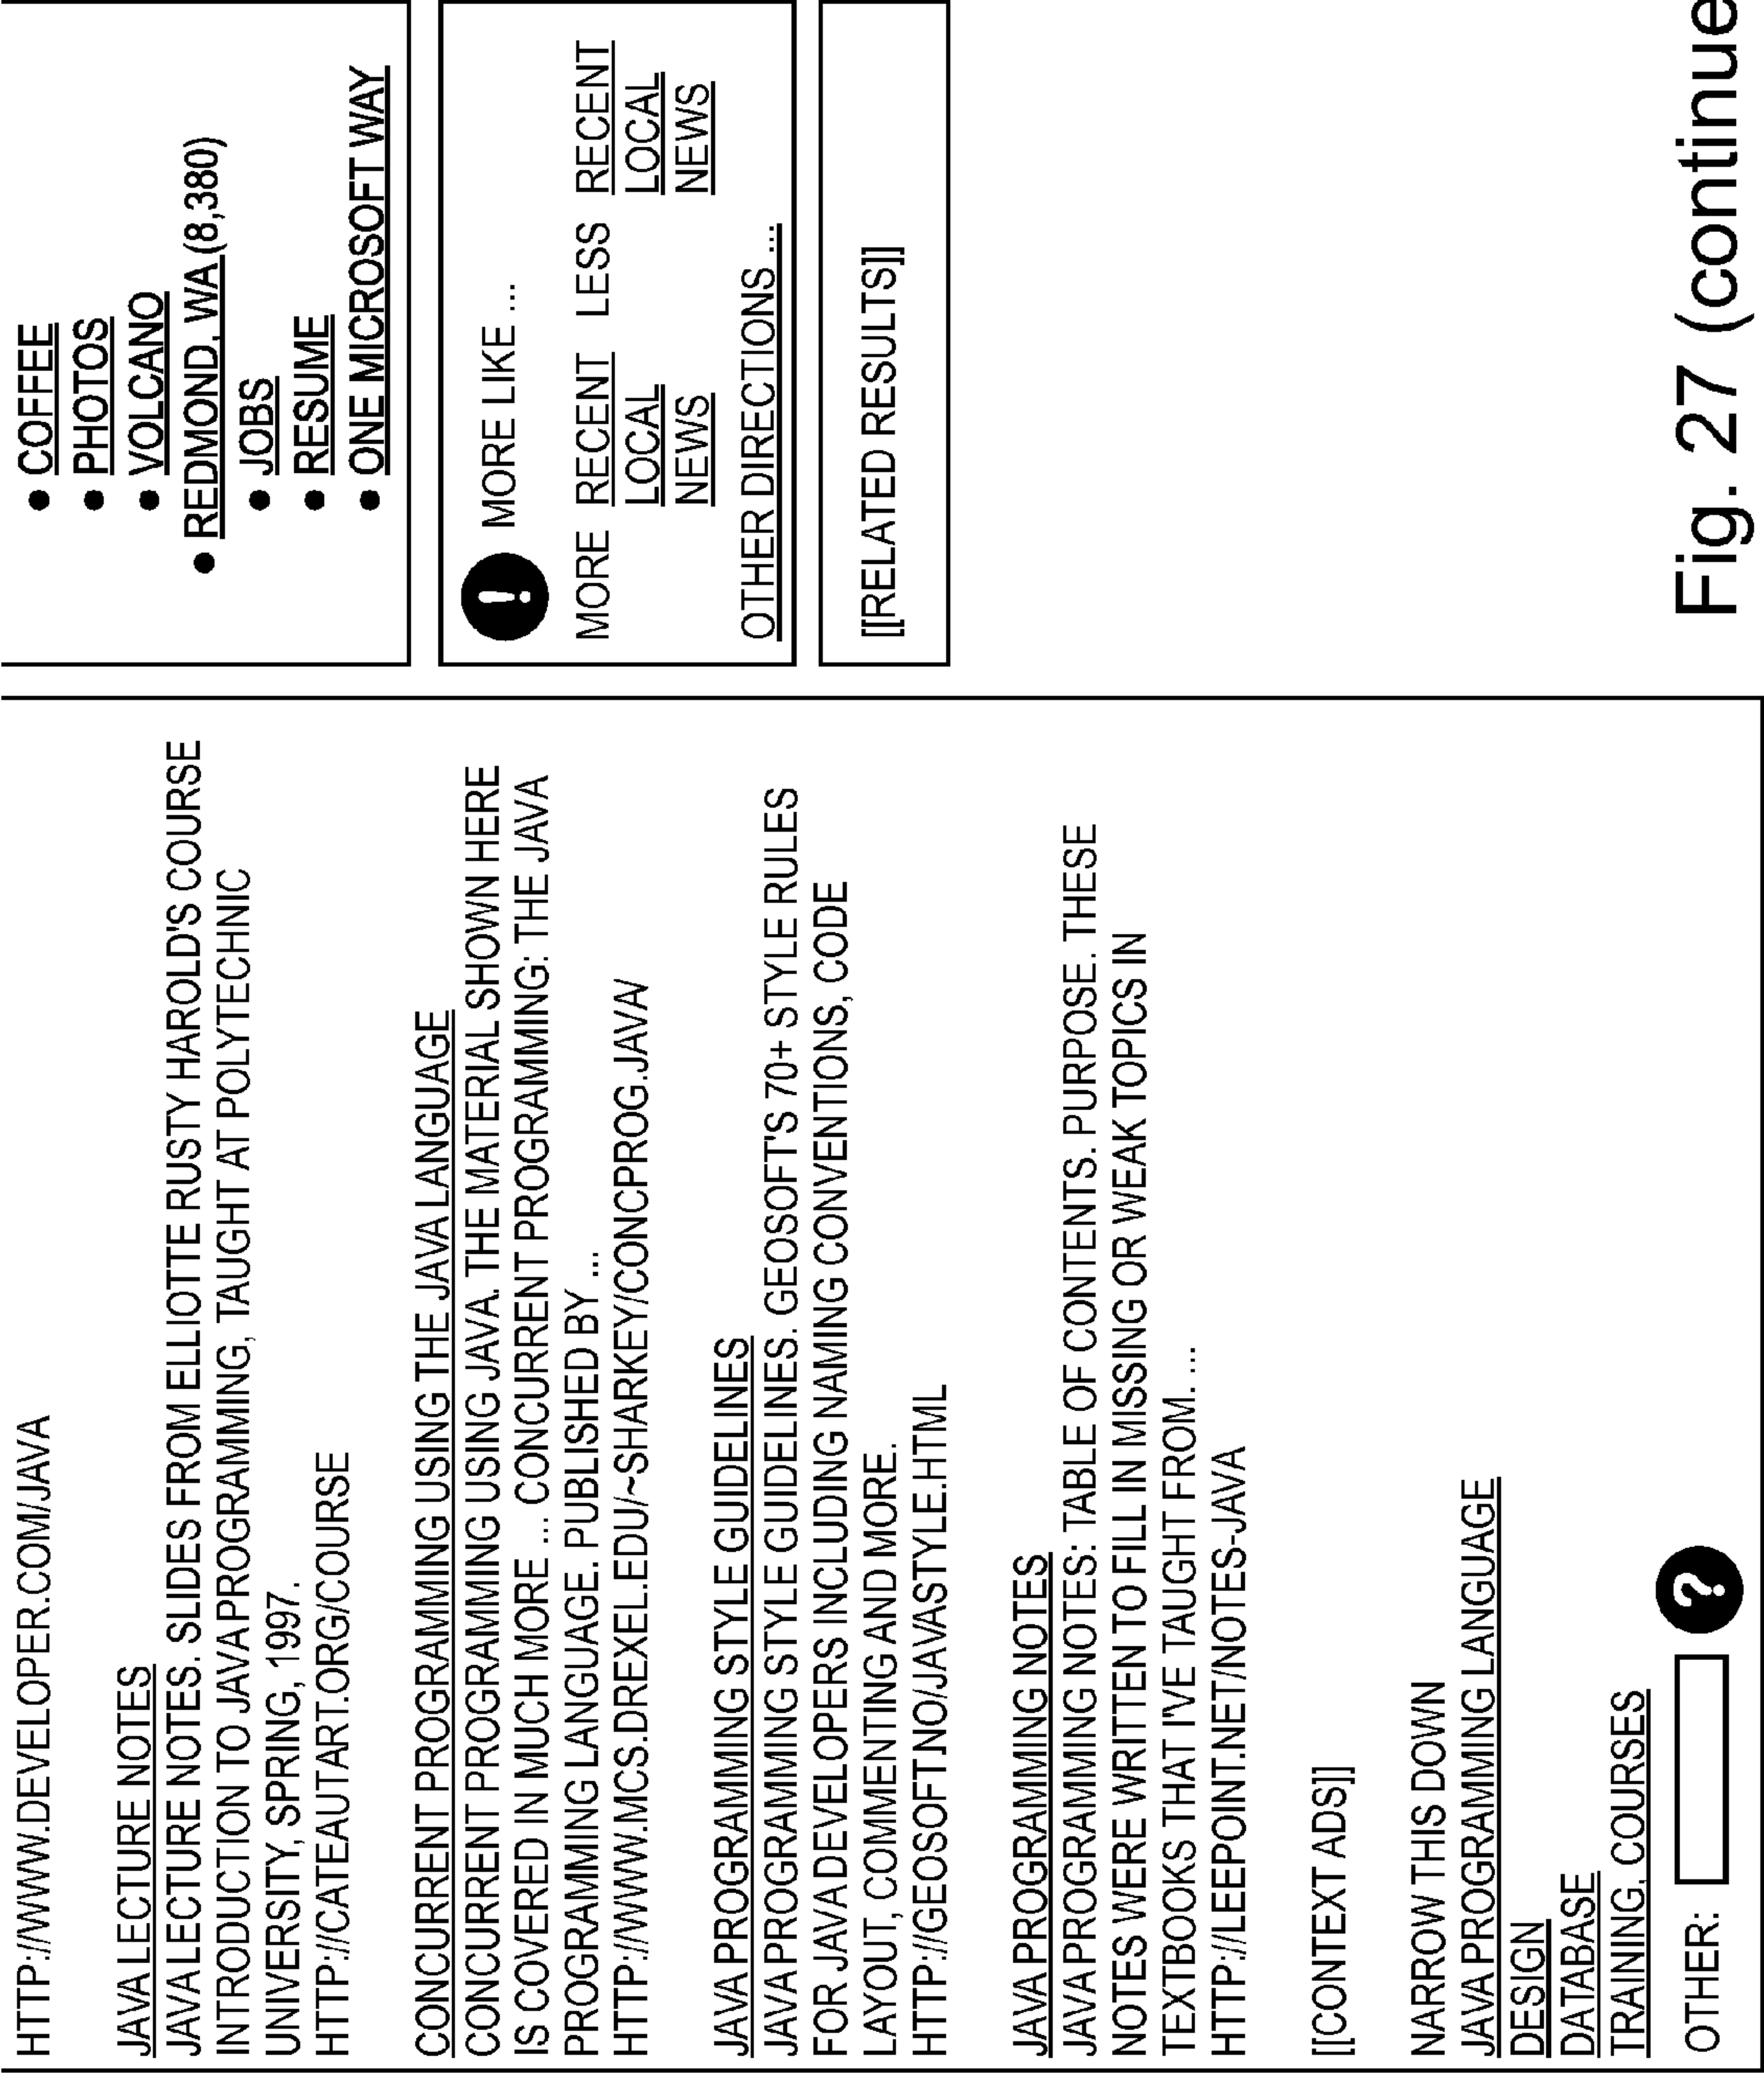 HTTP://WWW.DEVELOPER.COM/JAVA
JAVA LECTURE NOTES
JAVA LECTURE NOTES. SLIDES FROM ELLIOTTE RUSTY HAROLD'S COURSE
INTRODUCTION TO JAVA PROGRAMMING, TAUGHT AT POLYTECHNIC
UNIVERSITY, SPRING, 1997.
HTTP://CATEAUTART.ORG/COURSE
CONCURRENT PROGRAMMING USING THE JAVA LANGUAGE
CONCURRENT PROGRAMMING USING JAVA. THE MATERIAL SHOWN HERE
IS COVERED IN MUCH MORE ... CONCURRENT PROGRAMMING: THE JAVA
PROGRAMMING LANGUAGE. PUBLISHED BY ...
HTTP://WWW.MCS.DREXEL.EDU/~SHARKEY/CONCPROG.JAVA/
JAVA PROGRAMMING STYLE GUIDELINES
JAVA PROGRAMMING STYLE GUIDELINES. GEOSOFT'S 70+ STYLE RULES
FOR JAVA DEVELOPERS INCLUDING NAMING CONVENTIONS, CODE
LAYOUT, COMMENTING AND MORE.
HTTP://GEOSOFT.NO/JAVASTYLE.HTML
JAVA PROGRAMMING NOTES
JAVA PROGRAMMING NOTES: TABLE OF CONTENTS. PURPOSE. THESE
NOTES WERE WRITTEN TO FILL IN MISSING OR WEAK TOPICS IN
TEXTBOOKS THAT I'VE TAUGHT FROM. ...
HTTP://LEEPOINT.NET/NOTES-JAVA
[[CONTEXT ADS]]
NARROW THIS DOWN
JAVA PROGRAMMING LANGUAGE
DESIGN
DATABASE
TRAINING, COURSES
OTHER: ?
• COFFEE
• PHOTOS
• VOLCANO
• REDMOND, WA (8,380)
• JOBS
• RESUME
• ONE MICROSOFT WAY
! MORE LIKE ...
MORE RECENT LESS RECENT
LOCAL LOCAL
NEWS NEWS
OTHER DIRECTIONS ...
[[RELATED RESULTS]]
Fig. 27 (continue